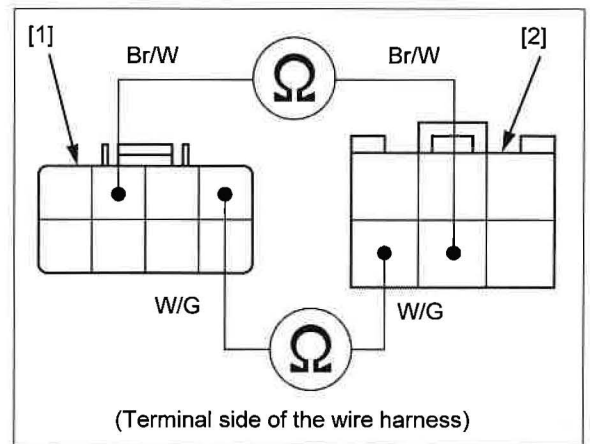 [1]
[2]
Br/W
Br/W
Ω
W/G
W/G
Ω
(Terminal side of the wire harness)